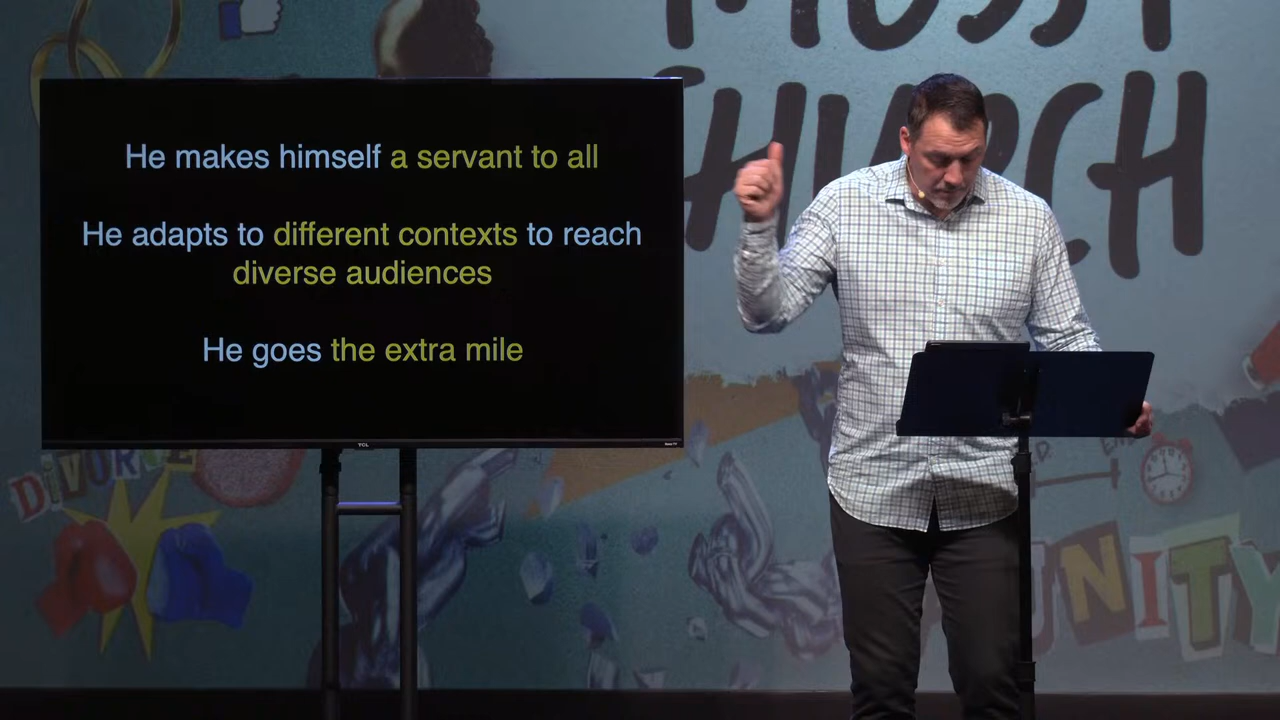 CHURCH
He makes himself a servant to all
He adapts to different contexts to reach
diverse audiences
He goes the extra mile
TCL
DIVORCE
UNITY